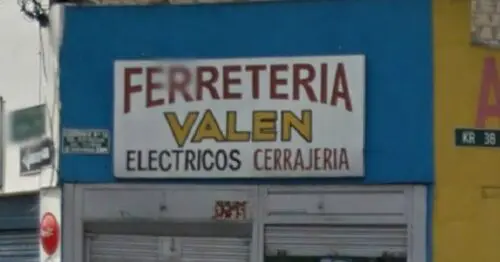 FERRETERIA
VALEN
ELECTRICOS CERRAJERIA
KR 38